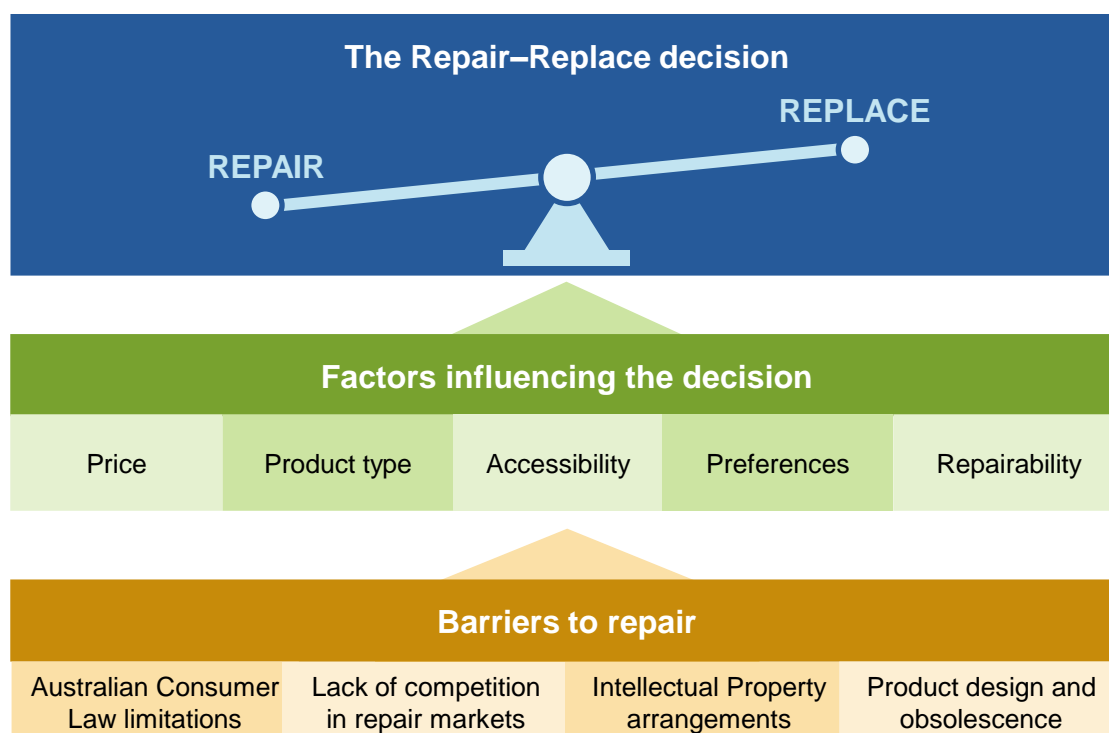 The Repair–Replace decision
REPLACE
REPAIR
Factors influencing the decision
Price
Product type
Accessibility
Preferences
Repairability
Barriers to repair
Australian Consumer
Law limitations
Lack of competition
in repair markets
Intellectual Property
arrangements
Product design and
obsolescence